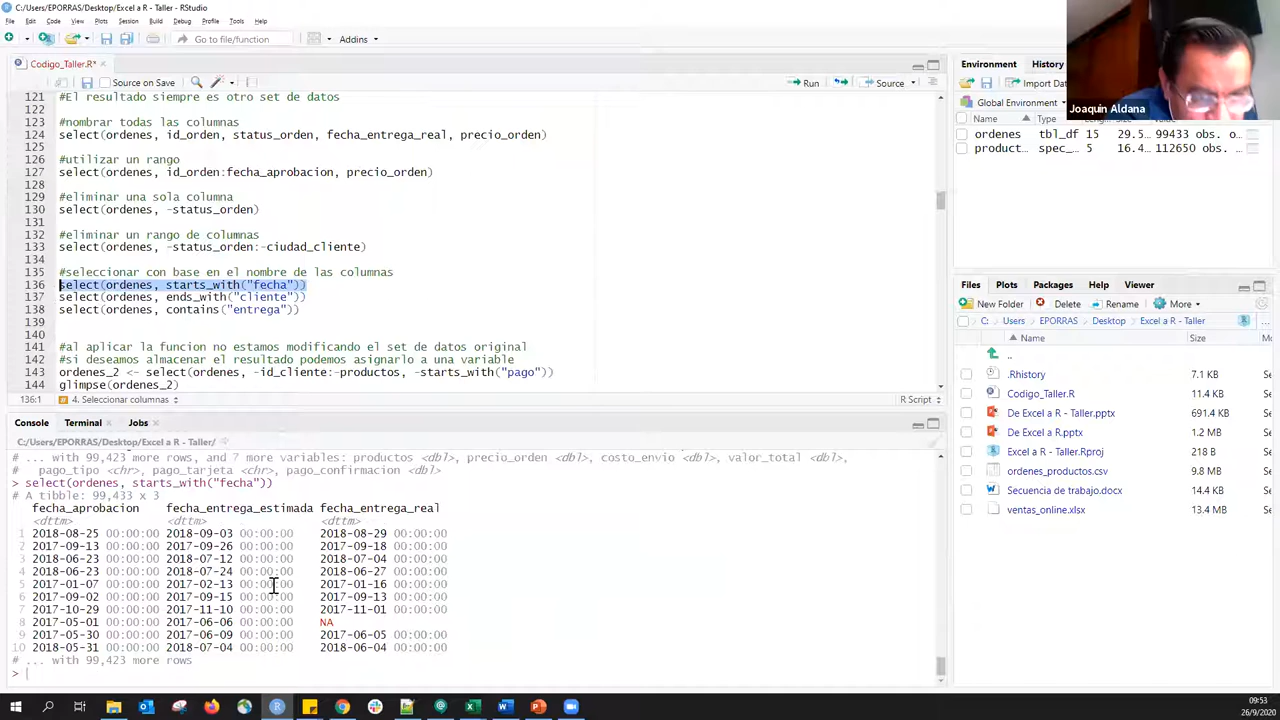 C:/Users/EPORRAS/Desktop/Excel a R - Taller - RStudio
File Edit Code View Plots Session Build Debug Profile Tools Help
Go to file/function
Addins
Codigo_Taller.R*
Source on Save
Run
Source
121 #El resultado siempre es otro set de datos
122
123 #nombrar todas las columnas
124 select(ordenes, id_orden, status_orden, fecha_entrega_real, precio_orden)
125
126 #utilizar un rango
127 select(ordenes, id_orden:fecha_aprobacion, precio_orden)
128
129 #eliminar una sola columna
130 select(ordenes, -status_orden)
131
132 #eliminar un rango de columnas
133 select(ordenes, -status_orden:-ciudad_cliente)
134
135 #seleccionar con base en el nombre de las columnas
136 select(ordenes, starts_with("fecha"))
137 select(ordenes, ends_with("cliente"))
138 select(ordenes, contains("entrega"))
139
140
141 #al aplicar la funcion no estamos modificando el set de datos original
142 #si deseamos almacenar el resultado podemos asignarlo a una variable
143 ordenes_2 <- select(ordenes, -id_cliente:-productos, -starts_with("pago"))
144 glimpse(ordenes_2)
136:1 4. Seleccionar columnas R Script
Console Terminal Jobs
C:/Users/EPORRAS/Desktop/Excel a R - Taller/
# ... with 99,423 more rows, and 7 more variables: productos <dbl>, precio_orden <dbl>, costo_envio <dbl>, valor_total <dbl>,
# pago_tipo <chr>, pago_tarjeta <chr>, pago_confirmacion <dbl>
> select(ordenes, starts_with("fecha"))
# A tibble: 99,433 x 3
fecha_aprobacion fecha_entrega_estimada fecha_entrega_real
<dttm> <dttm> <dttm>
1 2018-08-25 00:00:00 2018-09-03 00:00:00 2018-08-29 00:00:00
2 2017-09-13 00:00:00 2017-09-26 00:00:00 2017-09-18 00:00:00
3 2018-06-23 00:00:00 2018-07-12 00:00:00 2018-07-04 00:00:00
4 2018-06-23 00:00:00 2018-07-24 00:00:00 2018-06-27 00:00:00
5 2017-01-07 00:00:00 2017-02-13 00:00:00 2017-01-16 00:00:00
6 2017-09-02 00:00:00 2017-09-15 00:00:00 2017-09-13 00:00:00
7 2017-10-29 00:00:00 2017-11-10 00:00:00 2017-11-01 00:00:00
8 2017-05-01 00:00:00 2017-06-06 00:00:00 NA
9 2017-05-30 00:00:00 2017-06-09 00:00:00 2017-06-05 00:00:00
10 2018-05-31 00:00:00 2018-07-04 00:00:00 2018-06-04 00:00:00
# ... with 99,423 more rows
>
Environment History
Joaquin Aldana
Import Data
Global Environment
Name Type Value
ordenes tbl_df 15 29.5... 99433 obs. o...
product... spec_... 5 16.4... 112650 obs. ...
Files Plots Packages Help Viewer
New Folder Delete Rename More
C: Users EPORRAS Desktop Excel a R - Taller
Name Size
..
.Rhistory 7.1 KB
Codigo_Taller.R 11.4 KB
De Excel a R - Taller.pptx 691.4 KB
De Excel a R.pptx 1.2 MB
Excel a R - Taller.Rproj 218 B
ordenes_productos.csv 9.8 MB
Secuencia de trabajo.docx 14.4 KB
ventas_online.xlsx 13.4 MB
09:53
26/9/2020